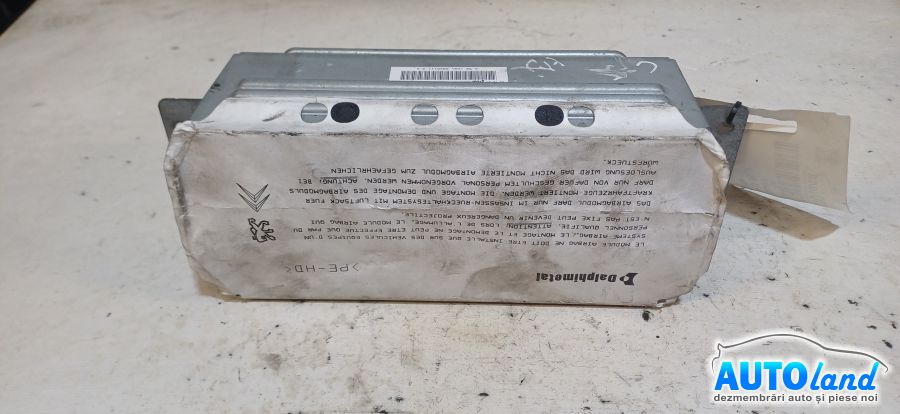 Dalphimetal
>PE-HD<
LE MODULE AIRBAG NE DOIT ETRE INSTALLE QUE SUR DES VEHICULES EQUIPES D'UN
SYSTEME AIRBAG. LE MONTAGE ET LE DEMONTAGE NE PEUT ETRE EFFECTUE QUE PAR DU
PERSONNEL QUALIFIE. ATTENTION: LORS DE L'ALLUMAGE, LE MODULE AIRBAG QUI
N'EST PAS FIXE PEUT DEVENIR UN DANGEREUX PROJECTILE.
DAS AIRBAGMODUL DARF NUR IM INSASSEN-RUECKHALTESYSTEM MIT LUFTSACK FUER
KRAFTFAHRZEUGE MONTIERT WERDEN. DIE MONTAGE UND DEMONTAGE DES AIRBAGMODULS
DARF NUR VON DAFUER GESCHULTEM PERSONAL VORGENOMMEN WERDEN. ACHTUNG: BEI
AUSLOESUNG WIRD DAS NICHT MONTIERTE AIRBAGMODUL ZUM GEFAEHRLICHEN
WURFSTUECK.
AUTOland
dezmembrări auto și piese noi